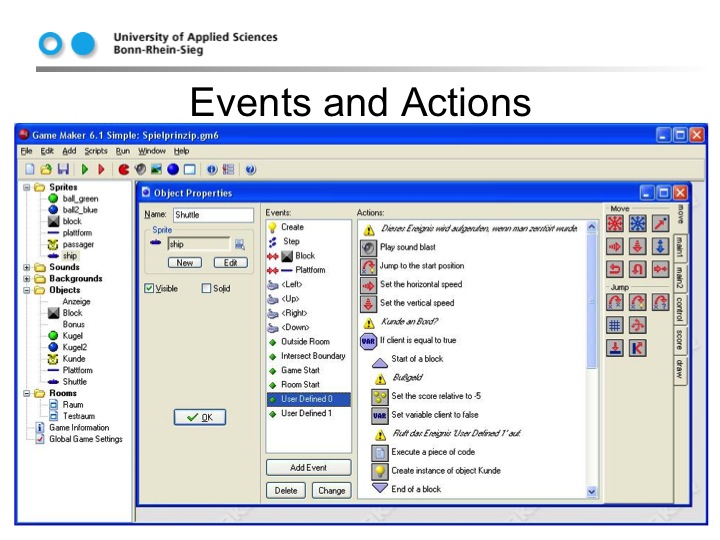 University of Applied Sciences
Bonn-Rhein-Sieg
Events and Actions
Game Maker 6.1 Simple: Spielprinzip.gm6
File Edit Add Scripts Run Window Help
Sprites
ball_green
ball2_blue
block
plattform
passager
ship
Sounds
Backgrounds
Objects
Anzeige
Block
Bonus
Kugel
Kugel2
Kunde
Plattform
Shuttle
Rooms
Raum
Testraum
Game Information
Global Game Settings
Object Properties
Name: Shuttle
Sprite
ship
New Edit
Visible Solid
OK
Events:
Create
Step
Block
Plattform
<Left>
<Up>
<Right>
<Down>
Outside Room
Intersect Boundary
Game Start
Room Start
User Defined 0
User Defined 1
Add Event
Delete Change
Actions:
Dieses Ereignis wird aufgerufen, wenn man zerstört wurde.
Play sound blast
Jump to the start position
Set the horizontal speed
Set the vertical speed
Kunde an Bord?
VAR If client is equal to true
Start of a block
Bußgeld
Set the score relative to -5
VAR Set variable client to false
Ruft das Ereignis 'User Defined 1' auf.
Execute a piece of code
Create instance of object Kunde
End of a block
Move
Jump
move
main1
main2
control
score
draw